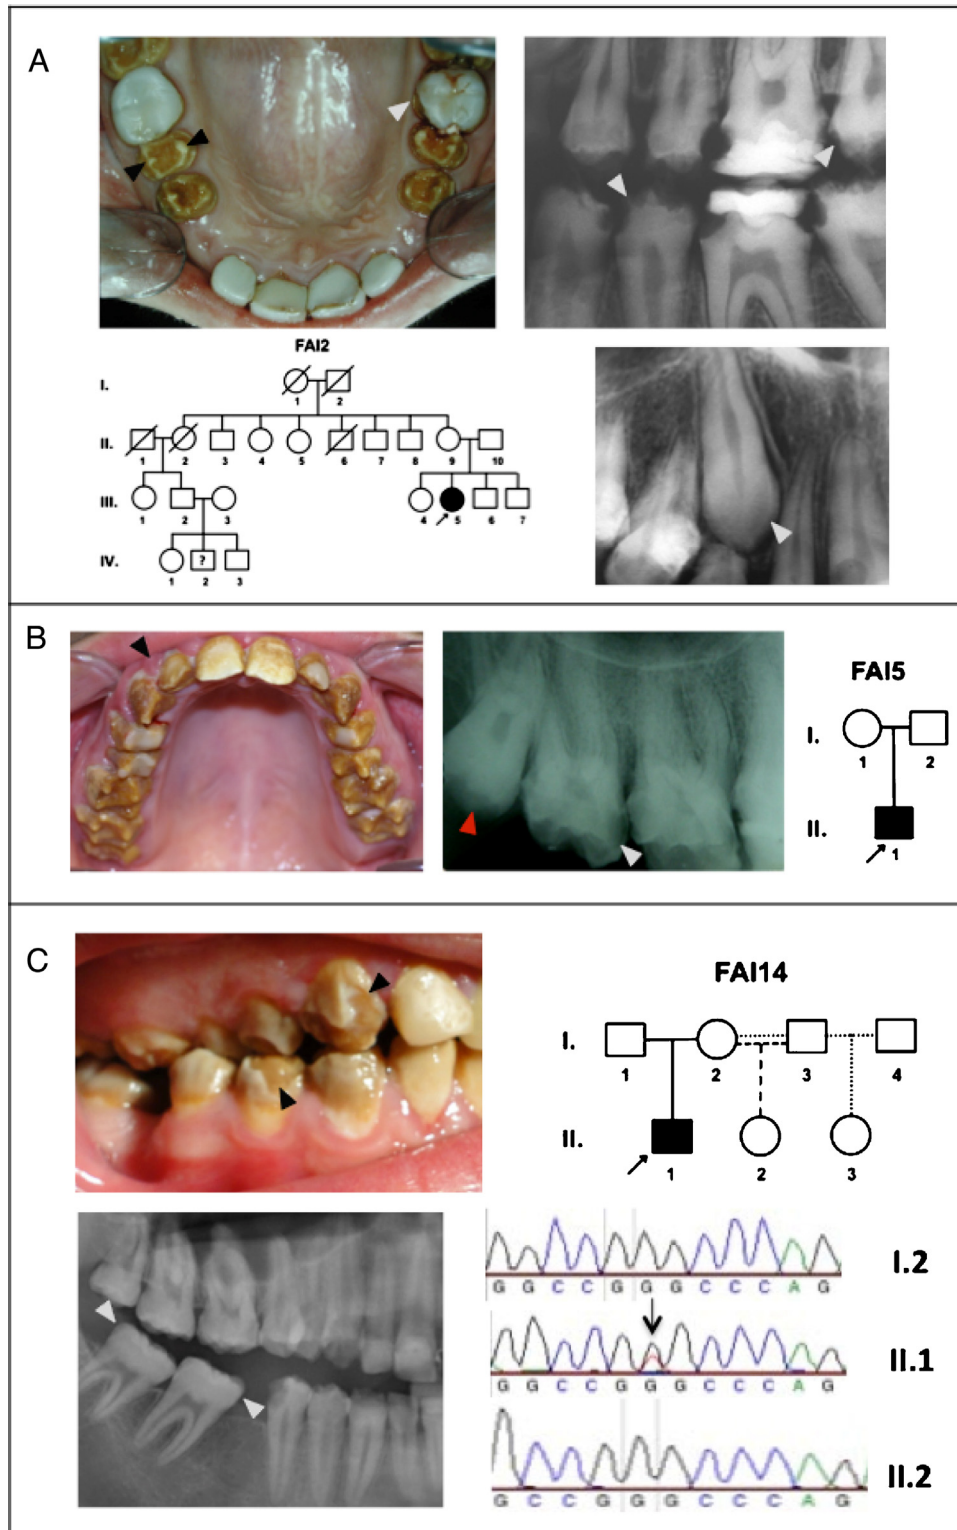 A
FAI2
I.
1 2
II.
1 2 3 4 5 6 7 8 9 10
III.
1 2 3 4 5 6 7
IV.
?
1 2 3
B
FAI5
I.
1 2
II.
1
C
FAI14
I.
1 2 3 4
II.
1 2 3
G G C C G G G C C C A G
I.2
G G C C G G G C C C A G
II.1
G C C G G G C C C A G
II.2